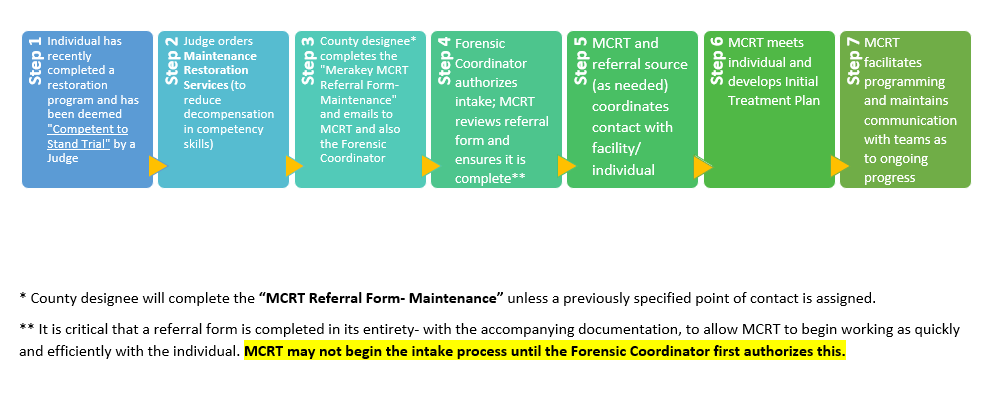 Step 1
Individual has
recently
completed a
restoration
program and has
been deemed
"Competent to
Stand Trial" by a
Judge
Step 2
Judge orders
Maintenance
Restoration
Services (to
reduce
decompensation
in competency
skills)
Step 3
County designee*
completes the
"Merakey MCRT
Referral Form-
Maintenance"
and emails to
MCRT and also
the Forensic
Coordinator
Step 4
Forensic
Coordinator
authorizes
intake; MCRT
reviews referral
form and
ensures it is
complete**
Step 5
MCRT and
referral source
(as needed)
coordinates
contact with
facility/
individual
Step 6
MCRT meets
individual and
develops Initial
Treatment Plan
Step 7
MCRT
facilitates
programming
and maintains
communication
with teams as
to ongoing
progress
* County designee will complete the “MCRT Referral Form- Maintenance” unless a previously specified point of contact is assigned.
** It is critical that a referral form is completed in its entirety- with the accompanying documentation, to allow MCRT to begin working as quickly
and efficiently with the individual. MCRT may not begin the intake process until the Forensic Coordinator first authorizes this.